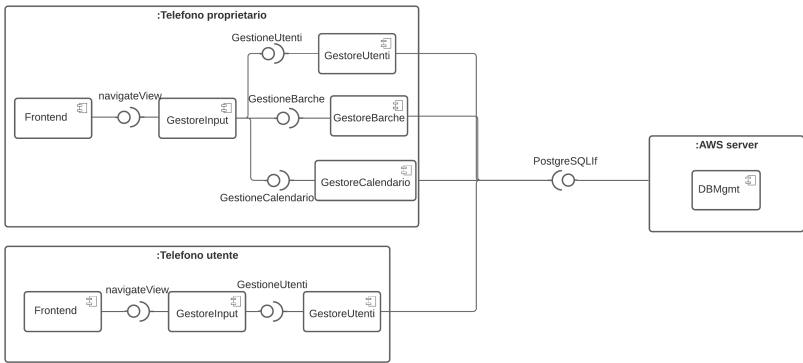 :Telefono proprietario
GestioneUtenti
GestoreUtenti
navigateView
GestioneBarche
Frontend
GestoreInput
GestoreBarche
GestoreCalendario
GestioneCalendario
PostgreSQLIf
:AWS server
DBMgmt
:Telefono utente
navigateView
GestioneUtenti
Frontend
GestoreInput
GestoreUtenti